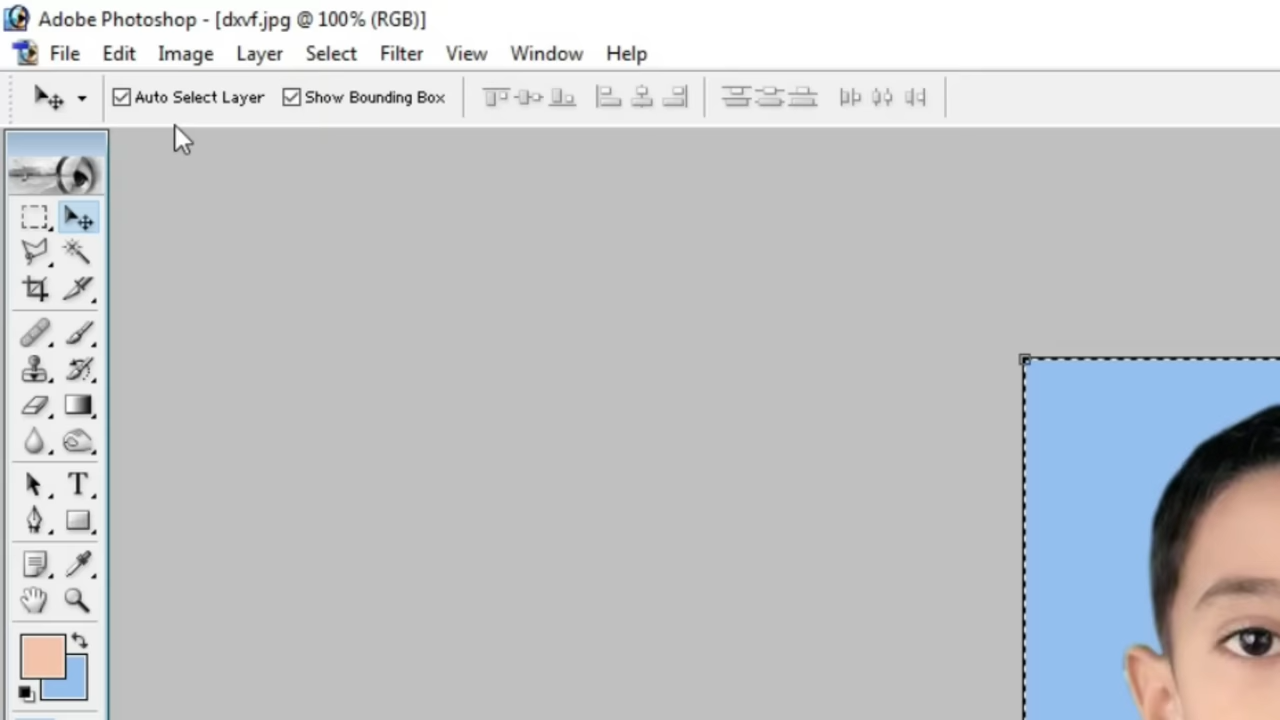 Adobe Photoshop - [dxvf.jpg @ 100% (RGB)]
File Edit Image Layer Select Filter View Window Help
Auto Select Layer Show Bounding Box
T